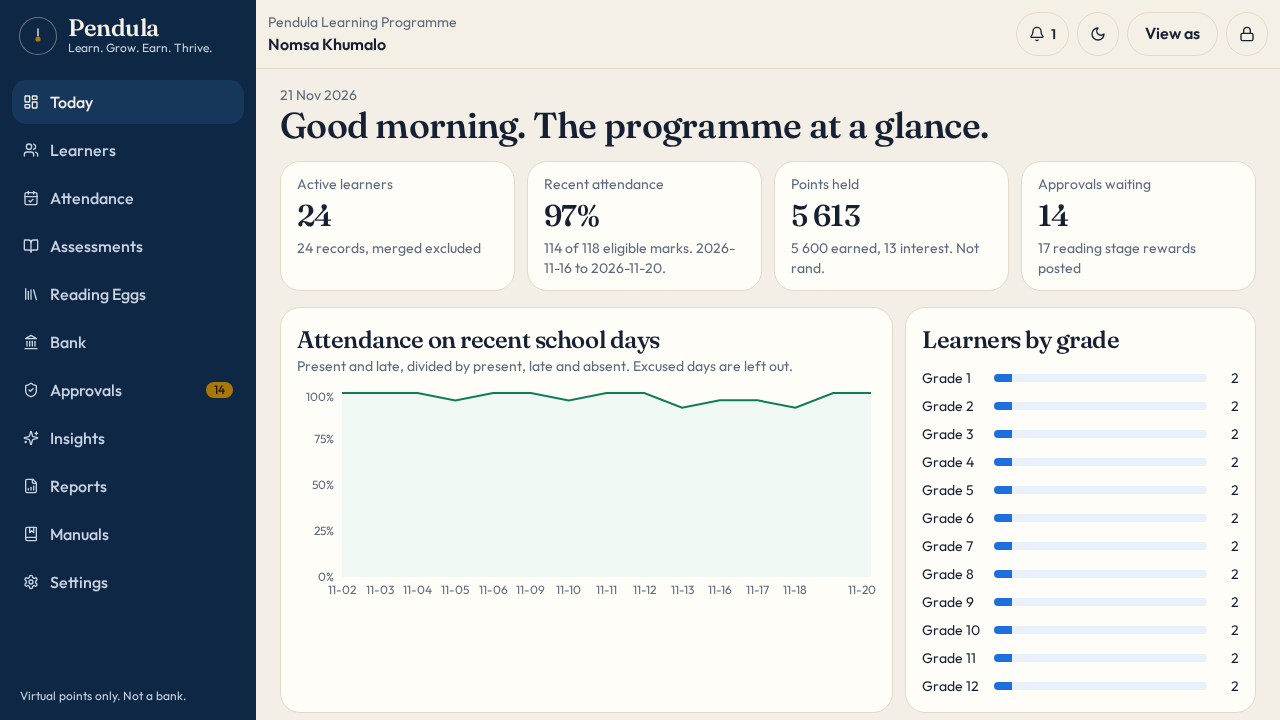 Pendula
Learn. Grow. Earn. Thrive.
Today
Learners
Attendance
Assessments
Reading Eggs
Bank
Approvals 14
Insights
Reports
Manuals
Settings
Virtual points only. Not a bank.
Pendula Learning Programme
Nomsa Khumalo
1
View as
21 Nov 2026
Good morning. The programme at a glance.
Active learners
24
24 records, merged excluded
Recent attendance
97%
114 of 118 eligible marks. 2026-
11-16 to 2026-11-20.
Points held
5 613
5 600 earned, 13 interest. Not
rand.
Approvals waiting
14
17 reading stage rewards
posted
Attendance on recent school days
Present and late, divided by present, late and absent. Excused days are left out.
100%
75%
50%
25%
0%
11-02 11-03 11-04 11-05 11-06 11-09 11-10 11-11 11-12 11-13 11-16 11-17 11-18 11-20
Learners by grade
Grade 1 2
Grade 2 2
Grade 3 2
Grade 4 2
Grade 5 2
Grade 6 2
Grade 7 2
Grade 8 2
Grade 9 2
Grade 10 2
Grade 11 2
Grade 12 2